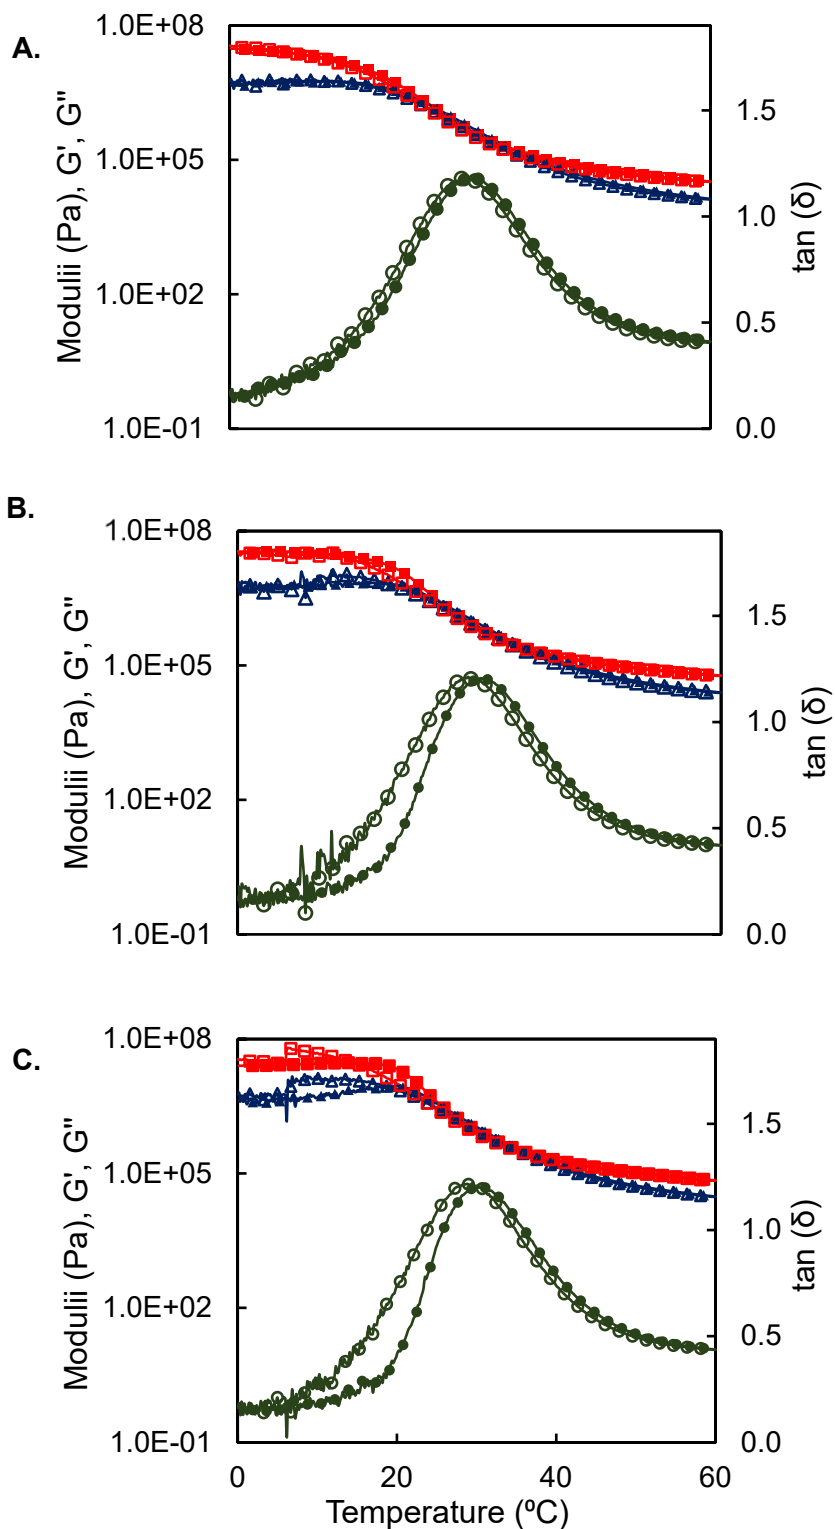 A.
1.0E+08
1.0E+05
1.0E+02
1.0E-01
Modulii (Pa), G', G"
1.5
1.0
0.5
0.0
tan (δ)
B.
1.0E+08
1.0E+05
1.0E+02
1.0E-01
Modulii (Pa), G', G"
1.5
1.0
0.5
0.0
tan (δ)
C.
1.0E+08
1.0E+05
1.0E+02
1.0E-01
Modulii (Pa), G', G"
1.5
1.0
0.5
0.0
tan (δ)
0 20 40 60
Temperature (ºC)